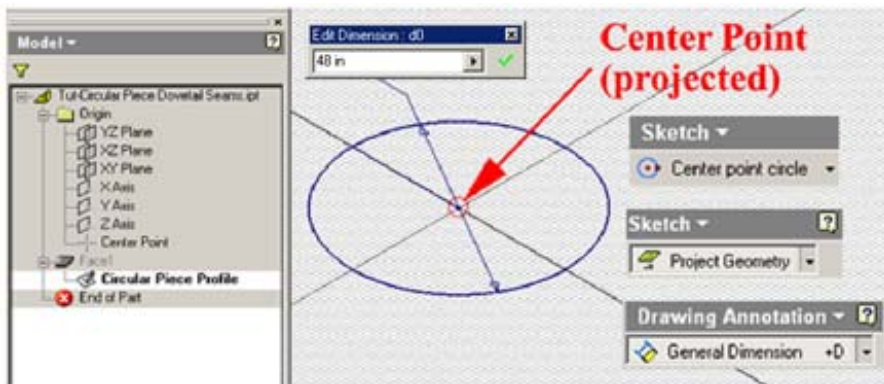 Model
Tut-Circular Piece Dovetail Seams.ipt
Origin
YZ Plane
XZ Plane
XY Plane
X Axis
Y Axis
Z Axis
Center Point
Face1
Circular Piece Profile
End of Part
Edit Dimension : d0
48 in
Center Point
(projected)
Sketch
Center point circle
Sketch
Project Geometry
Drawing Annotation
General Dimension +D